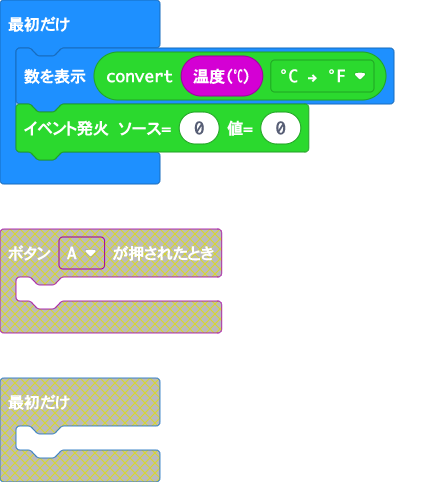 最初だけ
数を表示 convert 温度(℃) °C → °F
イベント発火 ソース= 0 値= 0
ボタン A が押されたとき
最初だけ